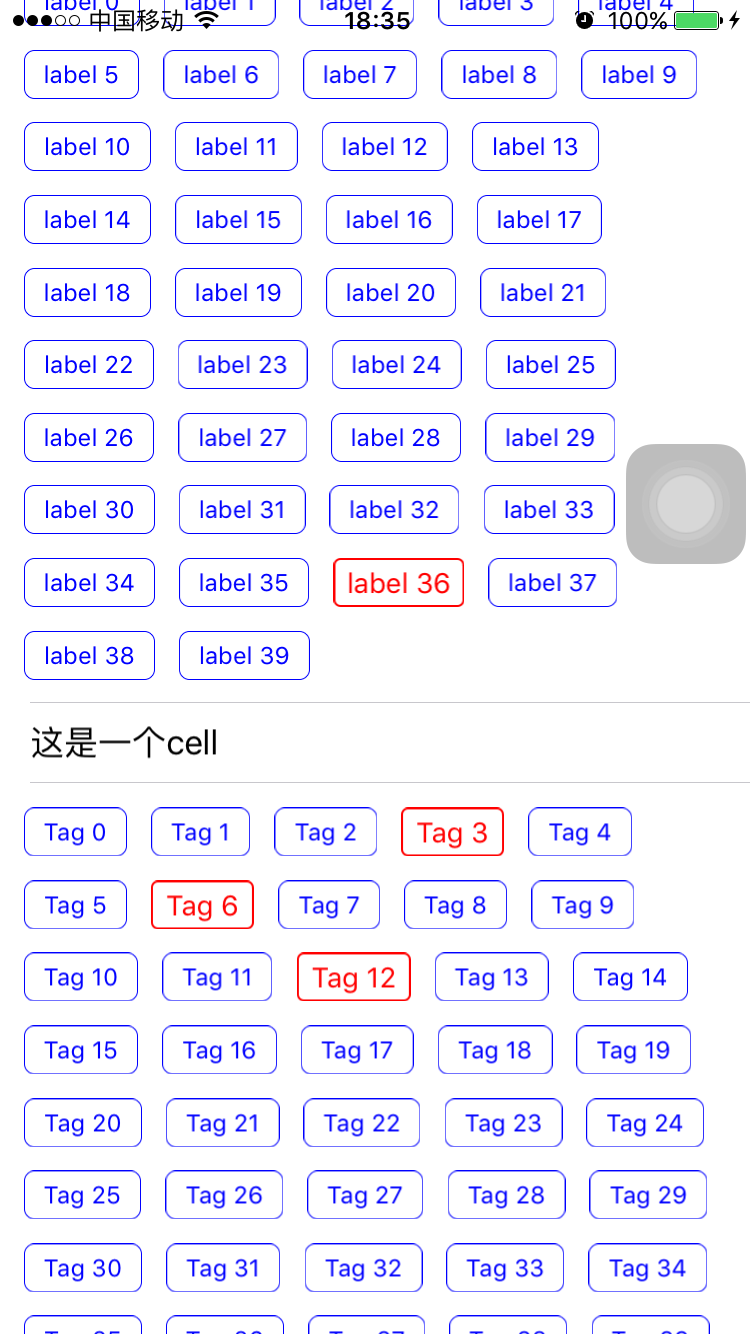 label 0 label 1 label 2 label 3 label 4
中国移动 18:35 100%
label 5 label 6 label 7 label 8 label 9
label 10 label 11 label 12 label 13
label 14 label 15 label 16 label 17
label 18 label 19 label 20 label 21
label 22 label 23 label 24 label 25
label 26 label 27 label 28 label 29
label 30 label 31 label 32 label 33
label 34 label 35 label 36 label 37
label 38 label 39
这是一个cell
Tag 0 Tag 1 Tag 2 Tag 3 Tag 4
Tag 5 Tag 6 Tag 7 Tag 8 Tag 9
Tag 10 Tag 11 Tag 12 Tag 13 Tag 14
Tag 15 Tag 16 Tag 17 Tag 18 Tag 19
Tag 20 Tag 21 Tag 22 Tag 23 Tag 24
Tag 25 Tag 26 Tag 27 Tag 28 Tag 29
Tag 30 Tag 31 Tag 32 Tag 33 Tag 34